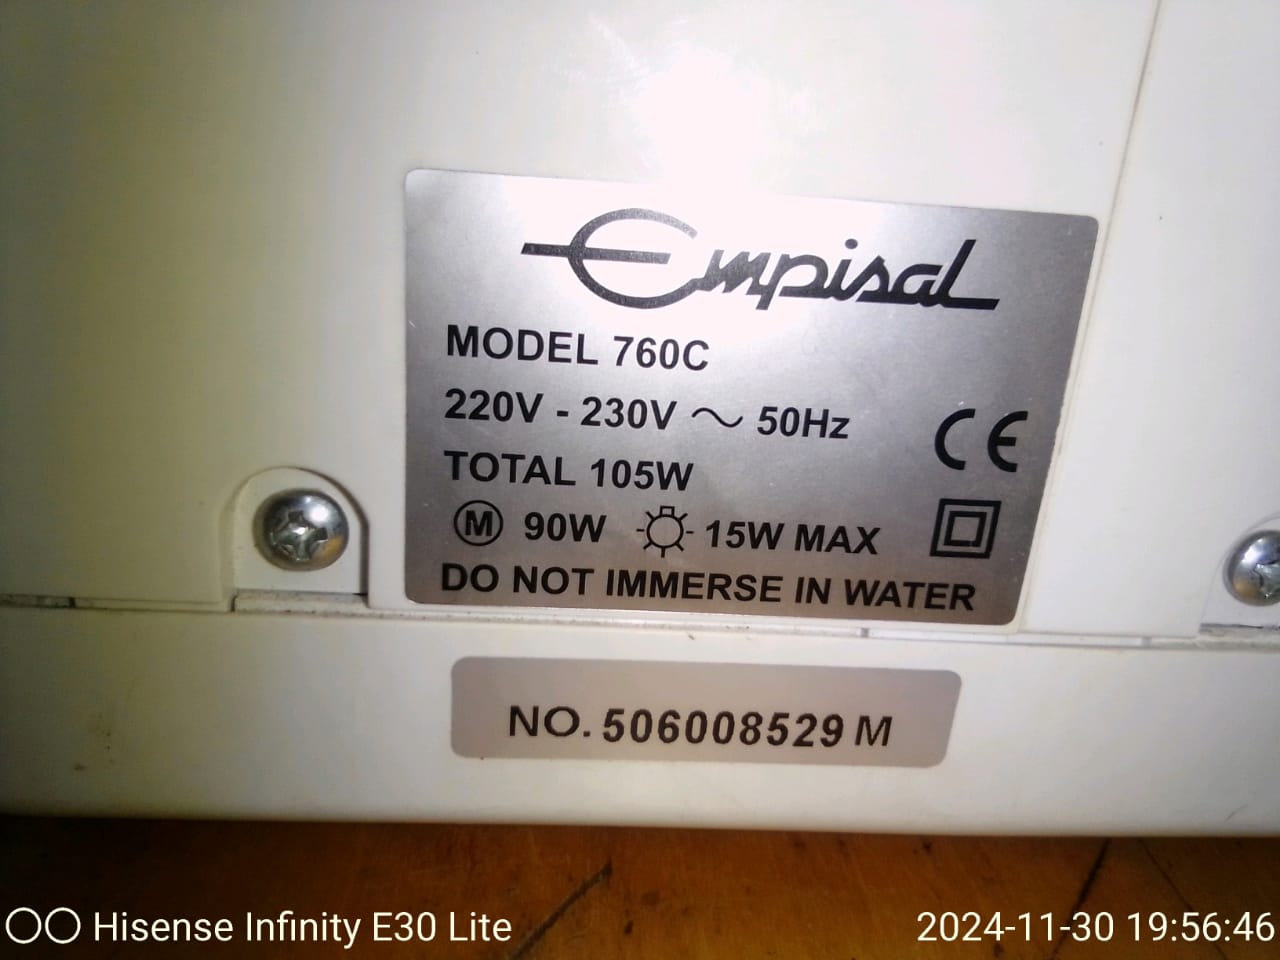 Empisal
MODEL 760C
220V - 230V ~ 50Hz
CE
TOTAL 105W
M 90W 15W MAX
DO NOT IMMERSE IN WATER
NO. 506008529 M
Hisense Infinity E30 Lite
2024-11-30 19:56:46